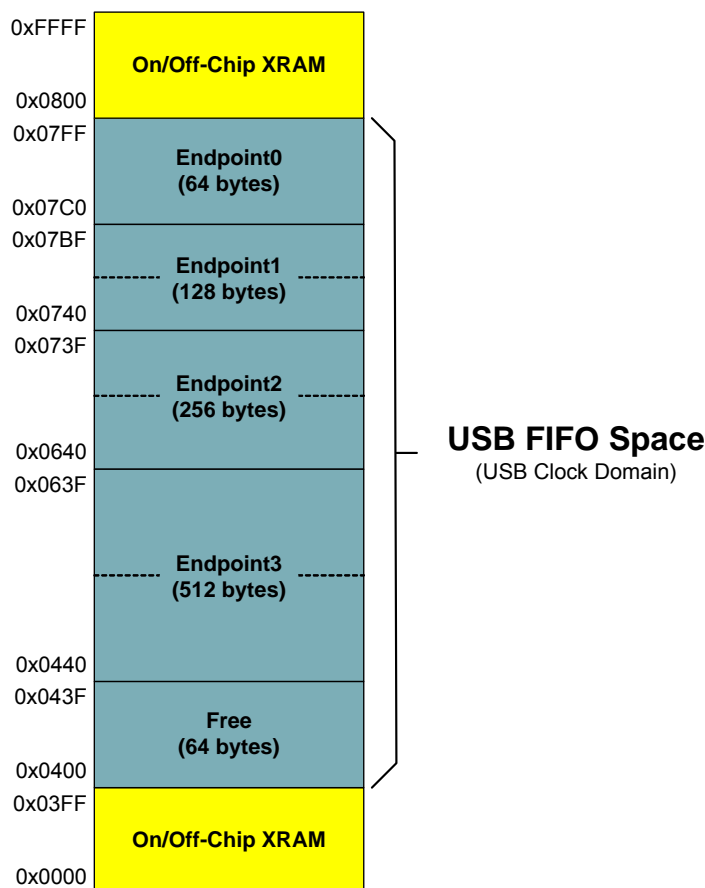 0xFFFF
On/Off-Chip XRAM
0x0800
0x07FF
Endpoint0
(64 bytes)
0x07C0
0x07BF
Endpoint1
(128 bytes)
0x0740
0x073F
Endpoint2
(256 bytes)
0x0640
0x063F
Endpoint3
(512 bytes)
0x0440
0x043F
Free
(64 bytes)
0x0400
0x03FF
On/Off-Chip XRAM
0x0000
USB FIFO Space
(USB Clock Domain)